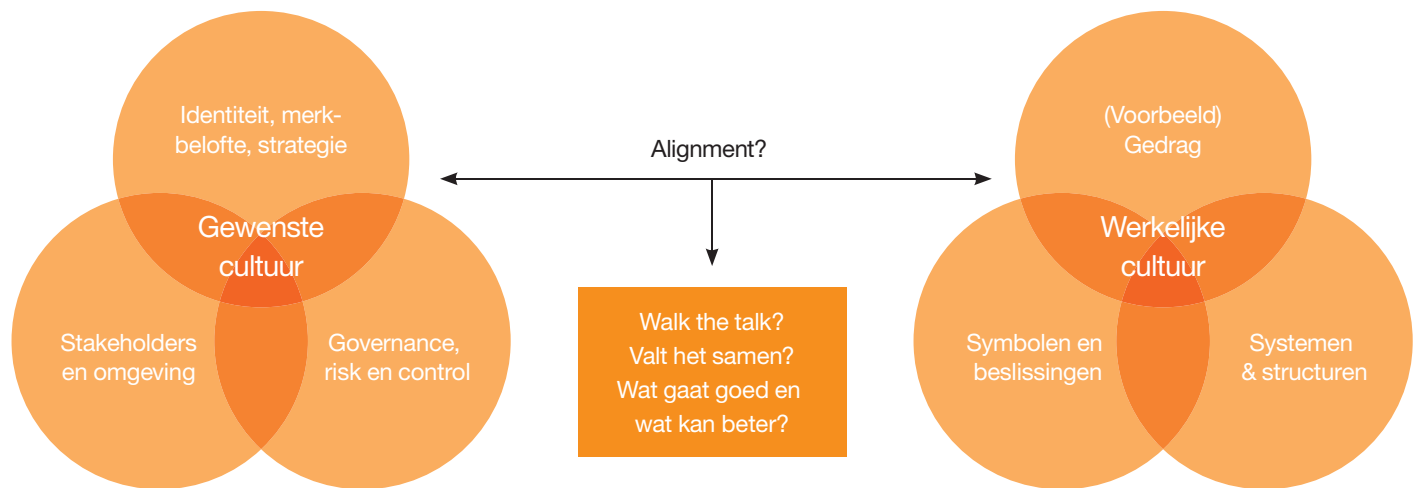 Identiteit, merk-
belofte, strategie
Gewenste
cultuur
Stakeholders
en omgeving
Governance,
risk en control
Alignment?
Walk the talk?
Valt het samen?
Wat gaat goed en
wat kan beter?
(Voorbeeld)
Gedrag
Werkelijke
cultuur
Symbolen en
beslissingen
Systemen
& structuren